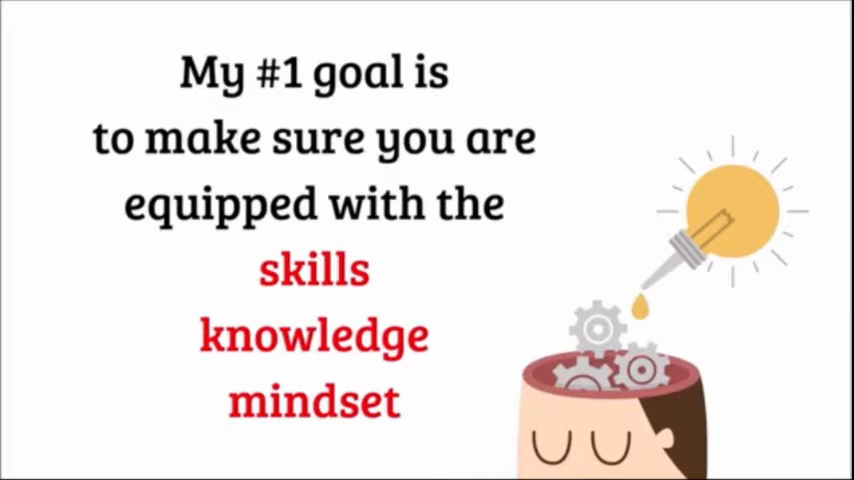 My #1 goal is
to make sure you are
equipped with the
skills
knowledge
mindset